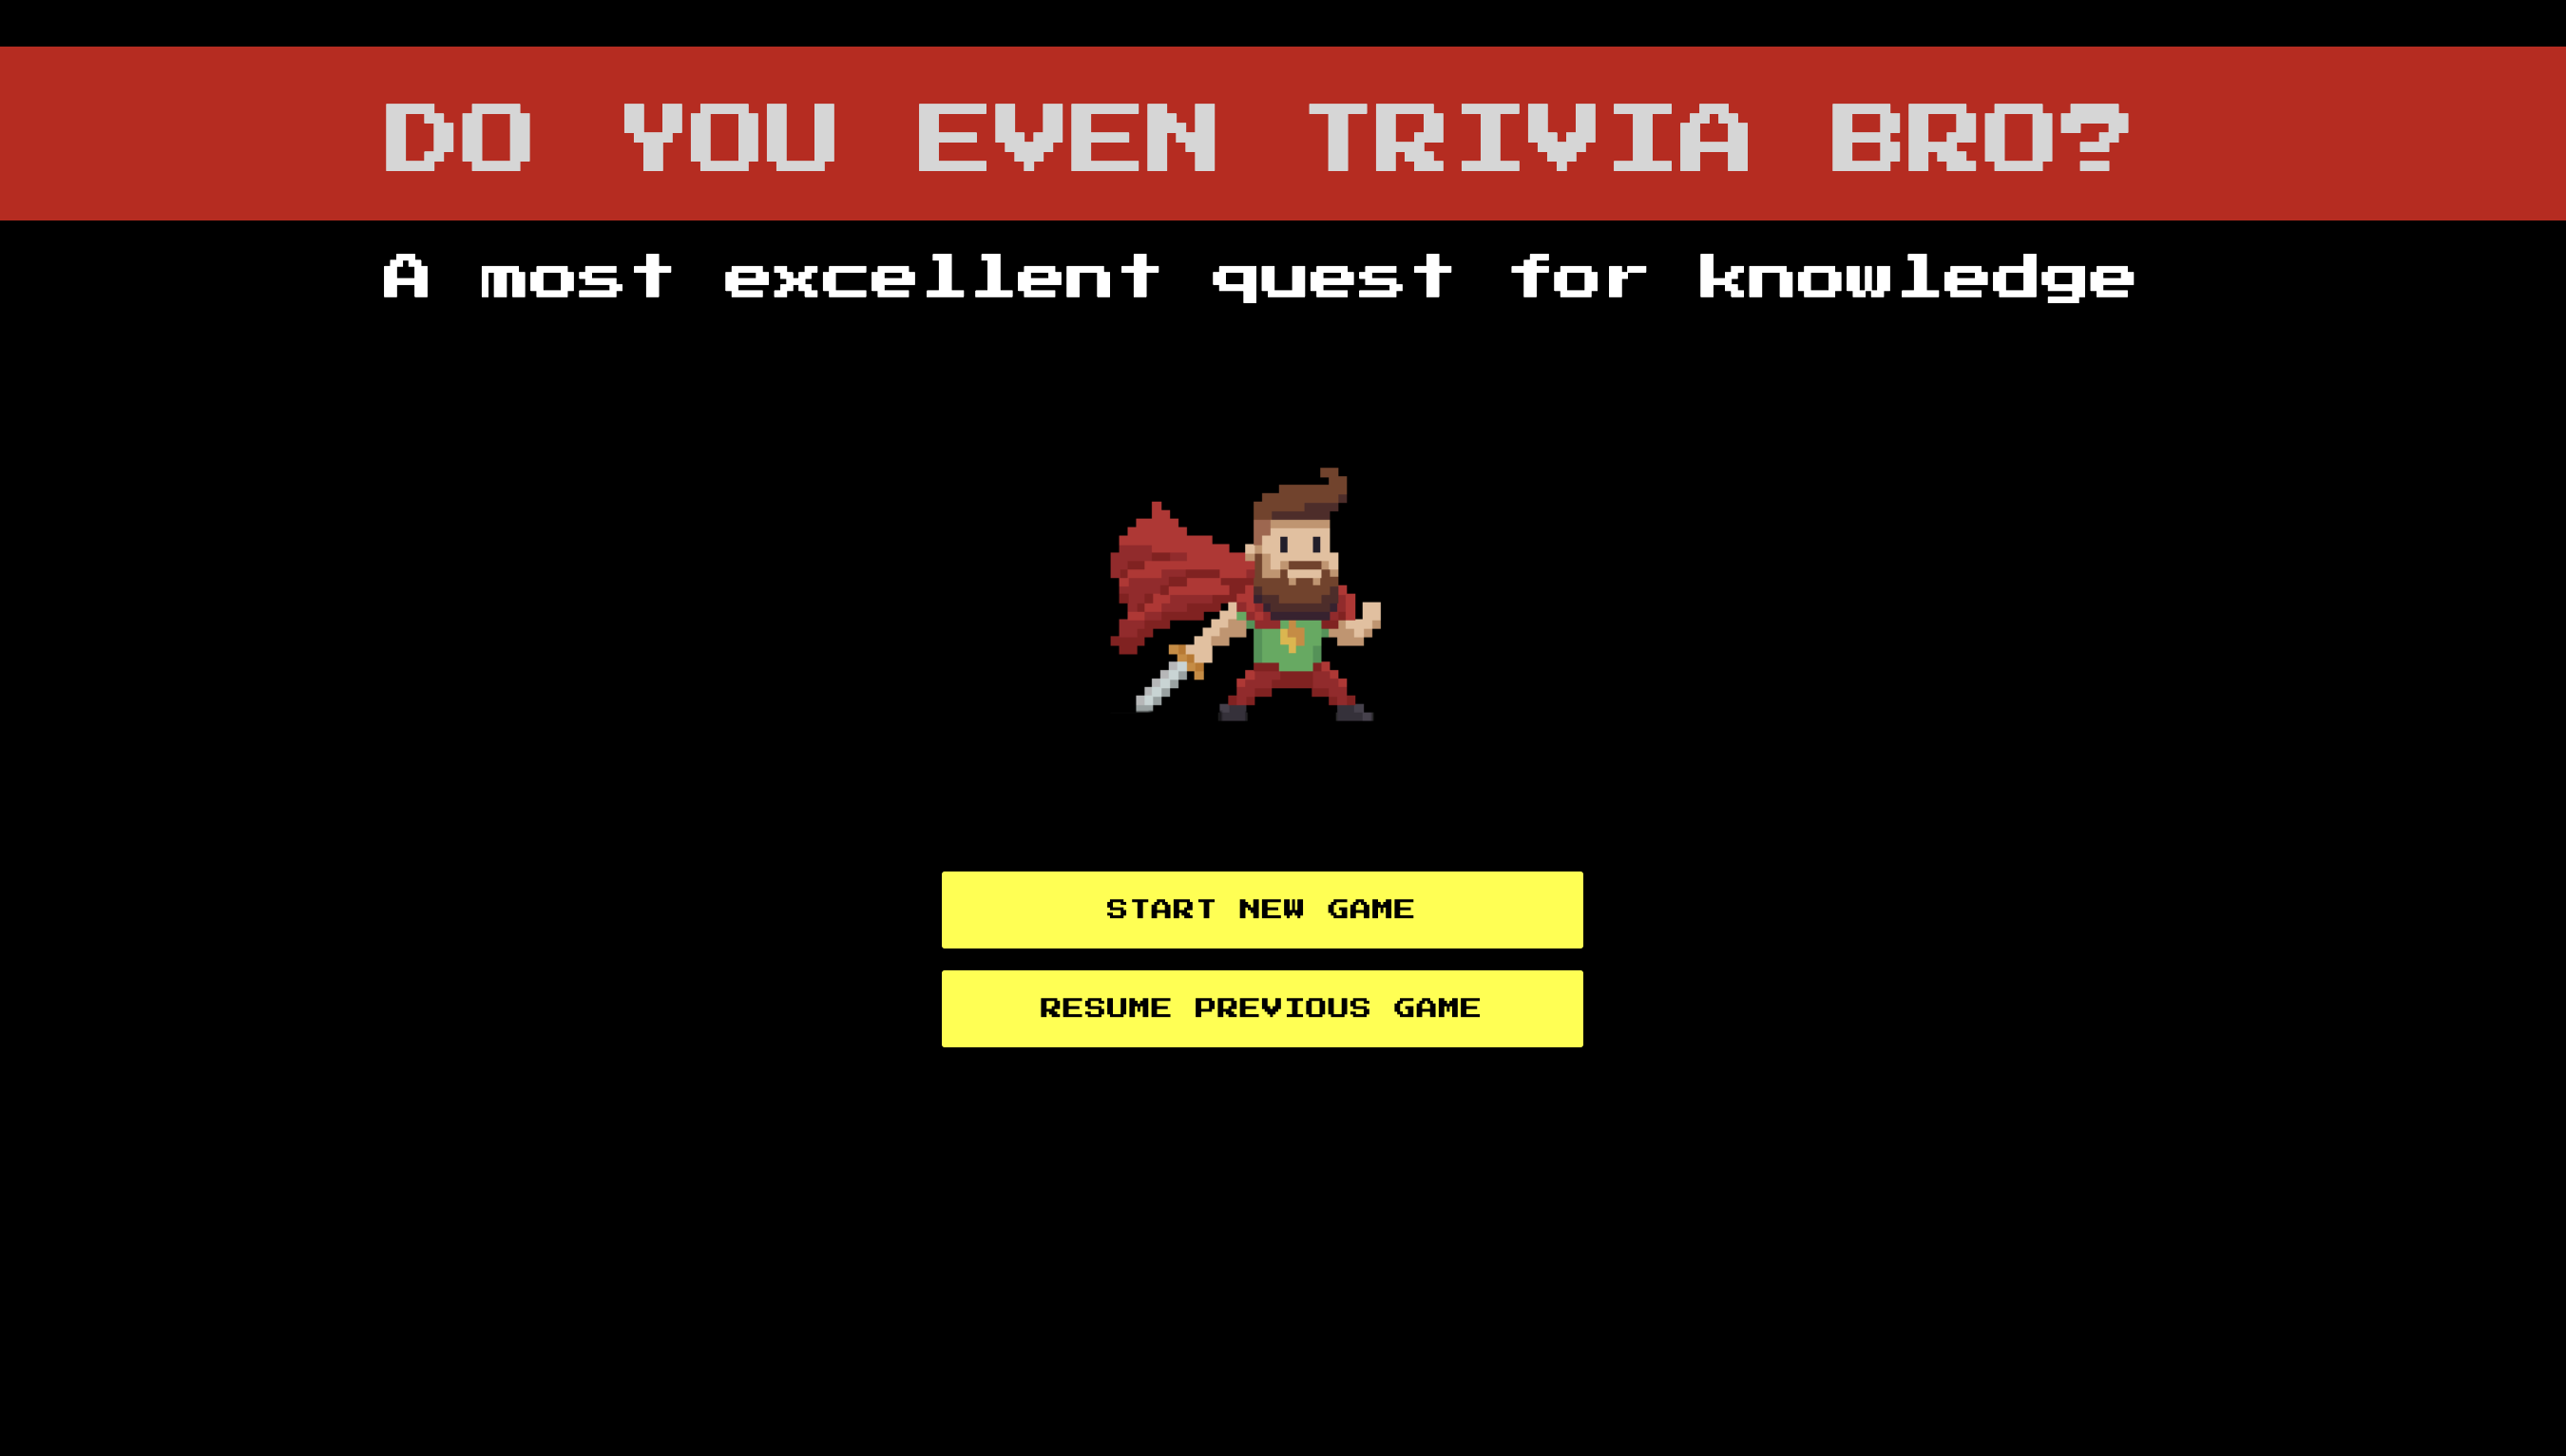 DO YOU EVEN TRIVIA BRO?
A most excellent quest for knowledge
START NEW GAME
RESUME PREVIOUS GAME